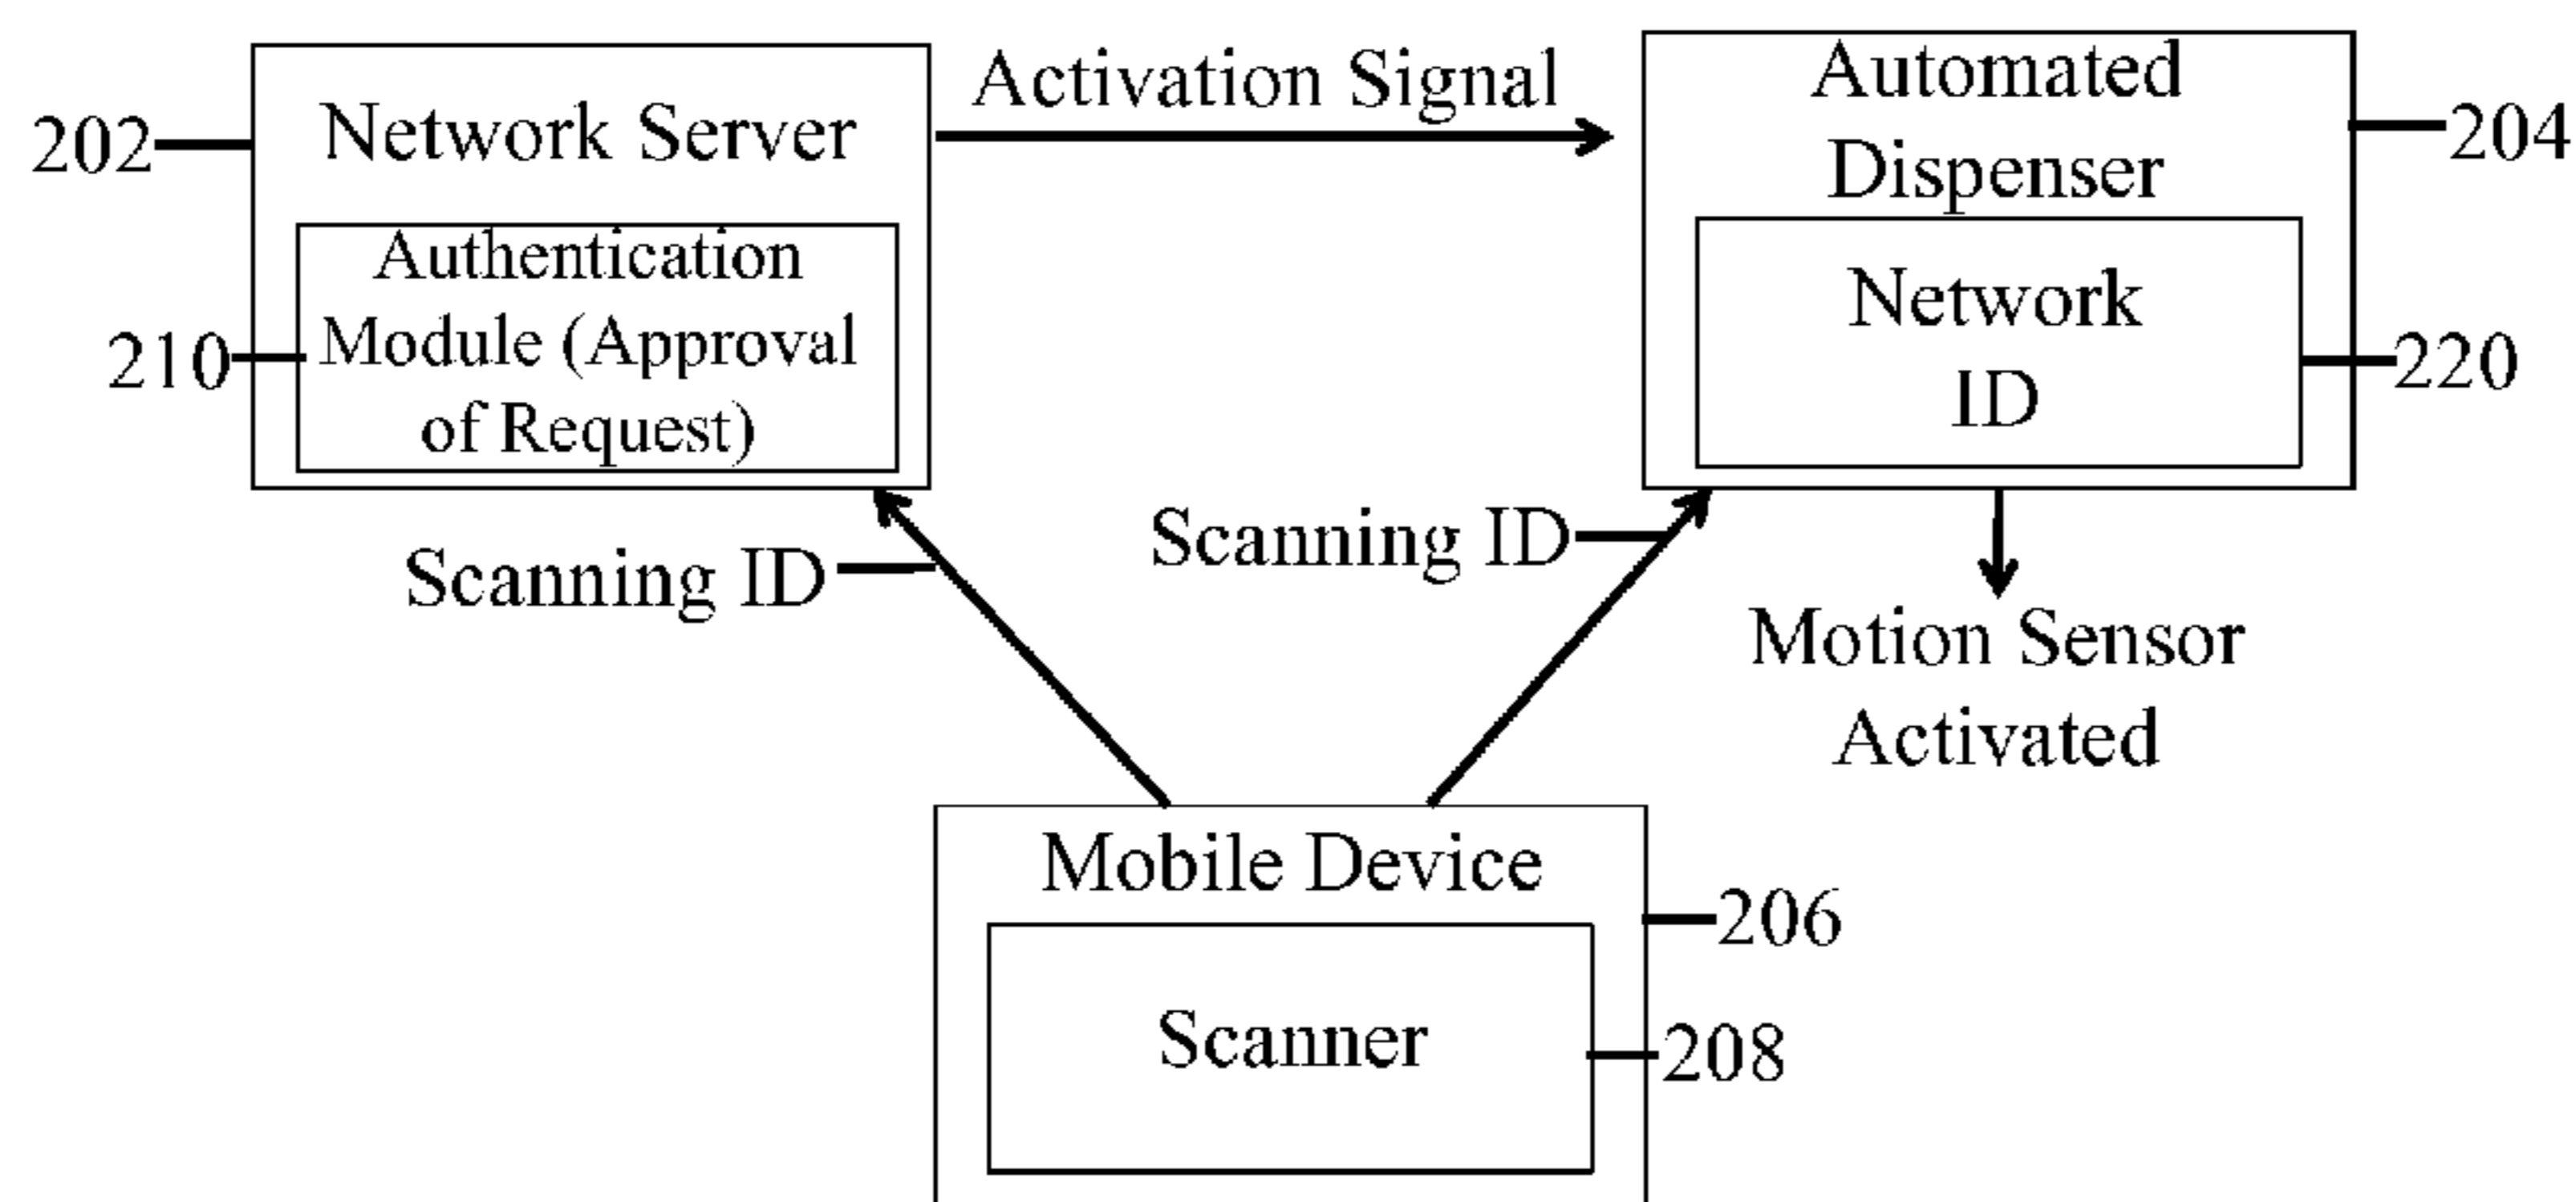 Activation Signal
202
Network Server
Authentication
Module (Approval
of Request)
210
Automated
Dispenser
204
Network
ID
220
Scanning ID
Scanning ID
Motion Sensor
Activated
Mobile Device
206
Scanner
208